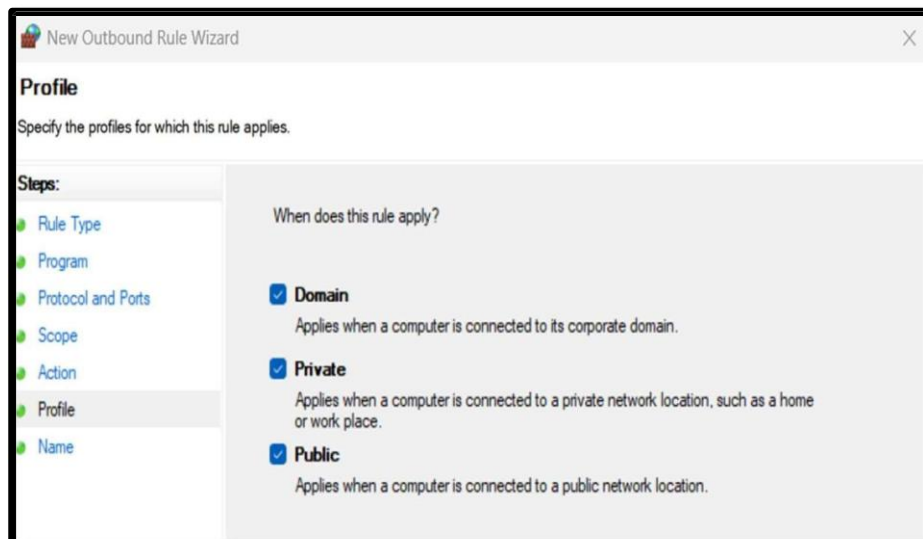 New Outbound Rule Wizard
Profile
Specify the profiles for which this rule applies.
Steps:
Rule Type
Program
Protocol and Ports
Scope
Action
Profile
Name
When does this rule apply?
Domain
Applies when a computer is connected to its corporate domain.
Private
Applies when a computer is connected to a private network location, such as a home
or work place.
Public
Applies when a computer is connected to a public network location.